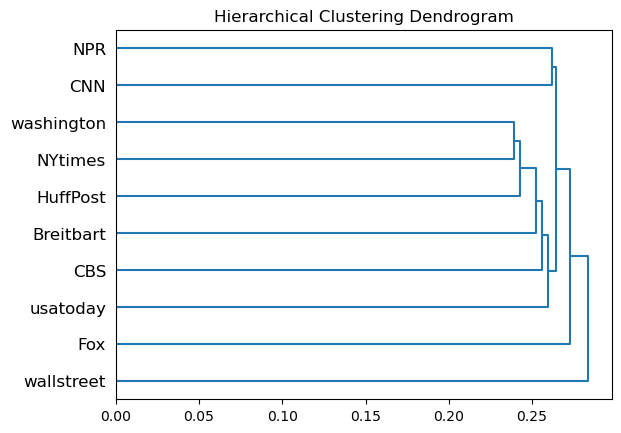 Hierarchical Clustering Dendrogram
NPR
CNN
washington
NYtimes
HuffPost
Breitbart
CBS
usatoday
Fox
wallstreet
0.00 0.05 0.10 0.15 0.20 0.25